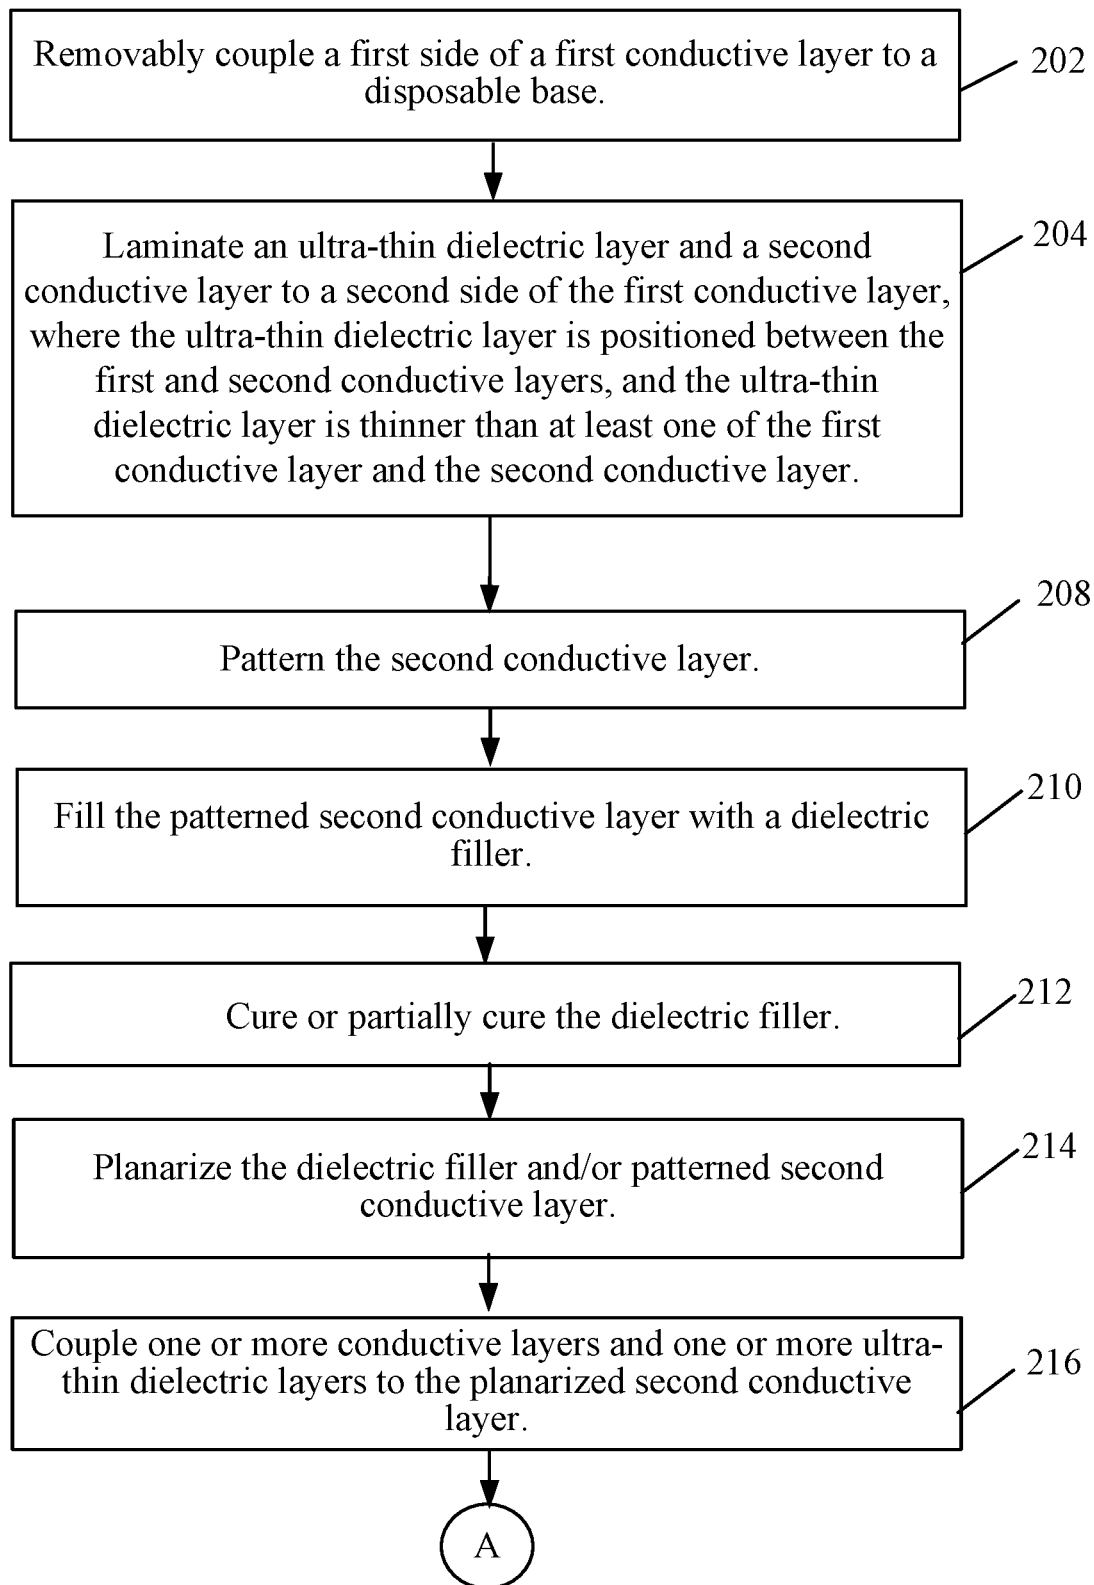 Removably couple a first side of a first conductive layer to a
disposable base.
202
Laminate an ultra-thin dielectric layer and a second
conductive layer to a second side of the first conductive layer,
where the ultra-thin dielectric layer is positioned between the
first and second conductive layers, and the ultra-thin
dielectric layer is thinner than at least one of the first
conductive layer and the second conductive layer.
204
Pattern the second conductive layer.
208
Fill the patterned second conductive layer with a dielectric
filler.
210
Cure or partially cure the dielectric filler.
212
Planarize the dielectric filler and/or patterned second
conductive layer.
214
Couple one or more conductive layers and one or more ultra-
thin dielectric layers to the planarized second conductive
layer.
216
A